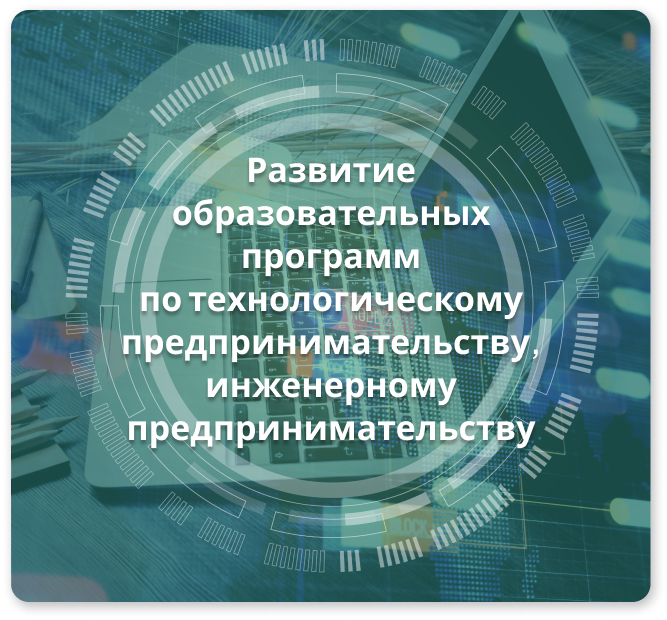 Развитие
образовательных
программ
по технологическому
предпринимательству,
инженерному
предпринимательству